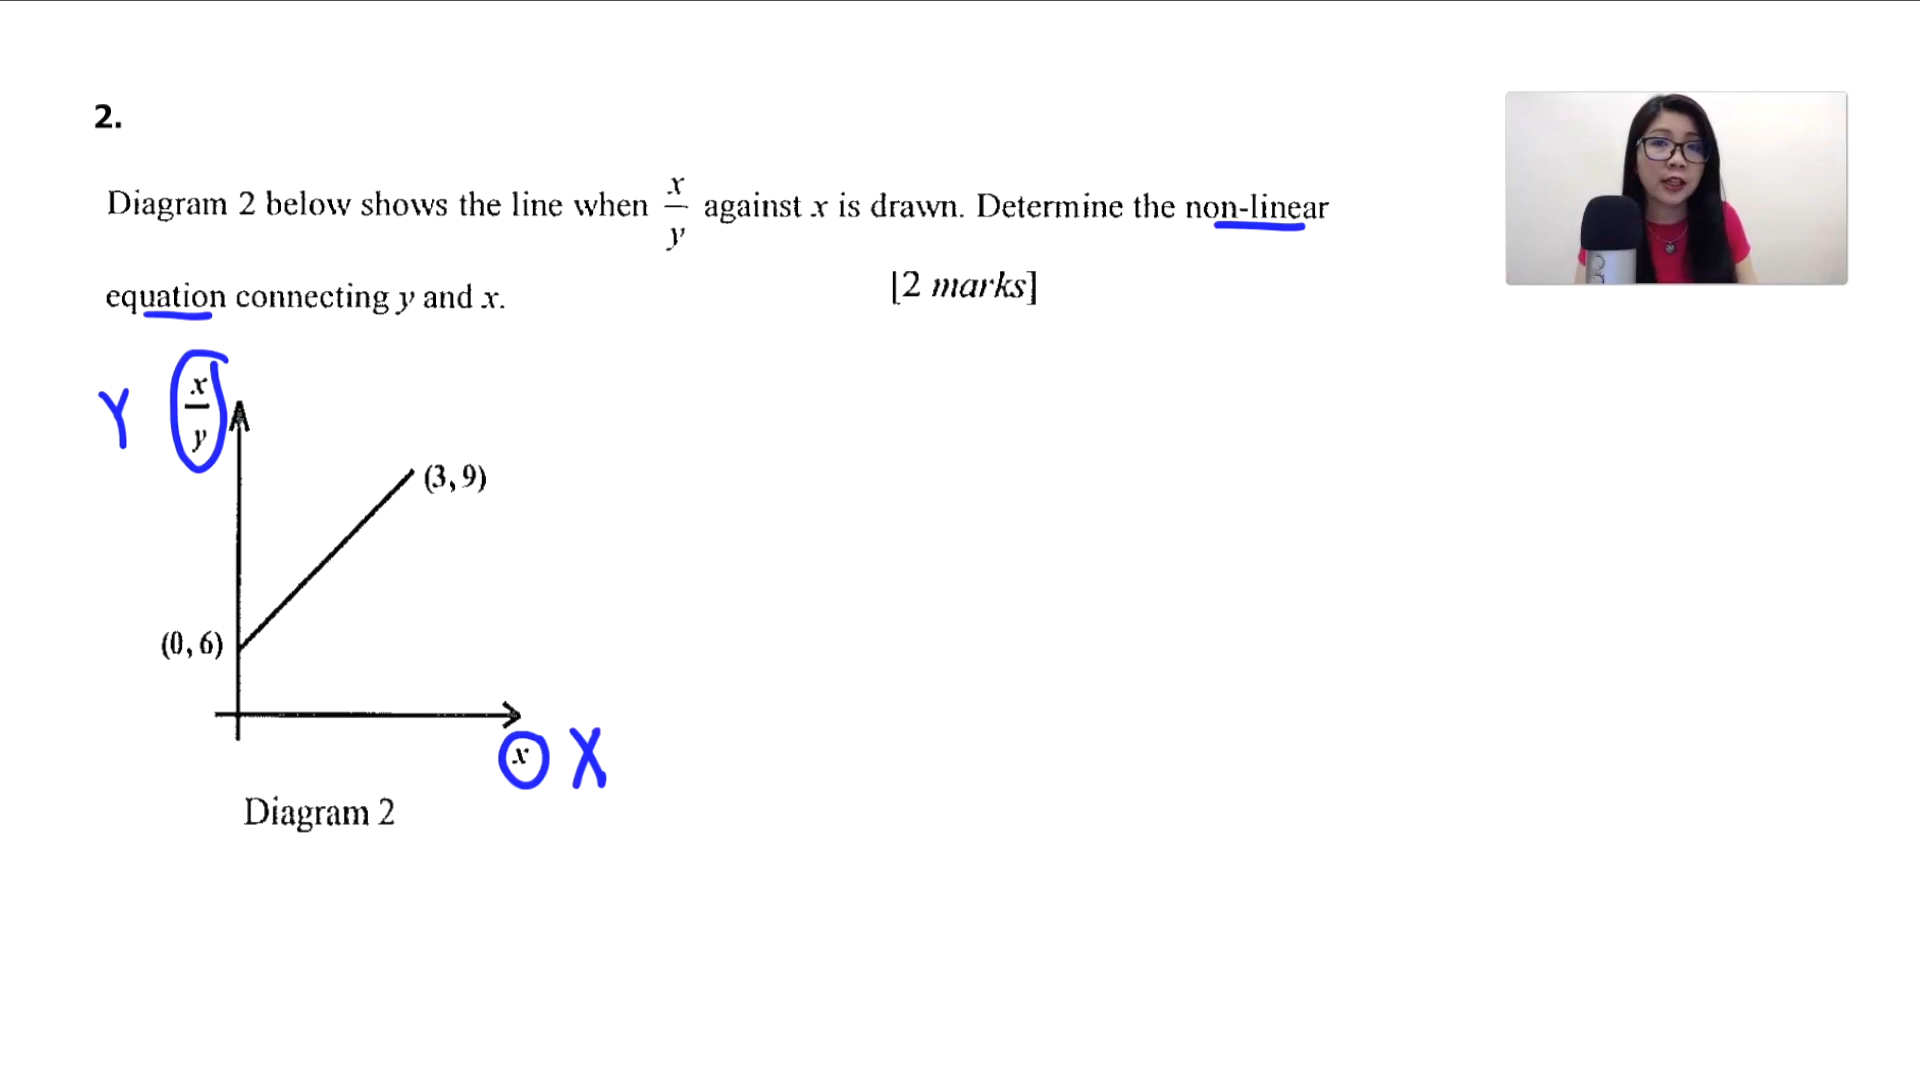 2.
Diagram 2 below shows the line when x/y against x is drawn. Determine the non-linear
equation connecting y and x. [2 marks]
Y x/y
(3, 9)
(0, 6)
x X
Diagram 2